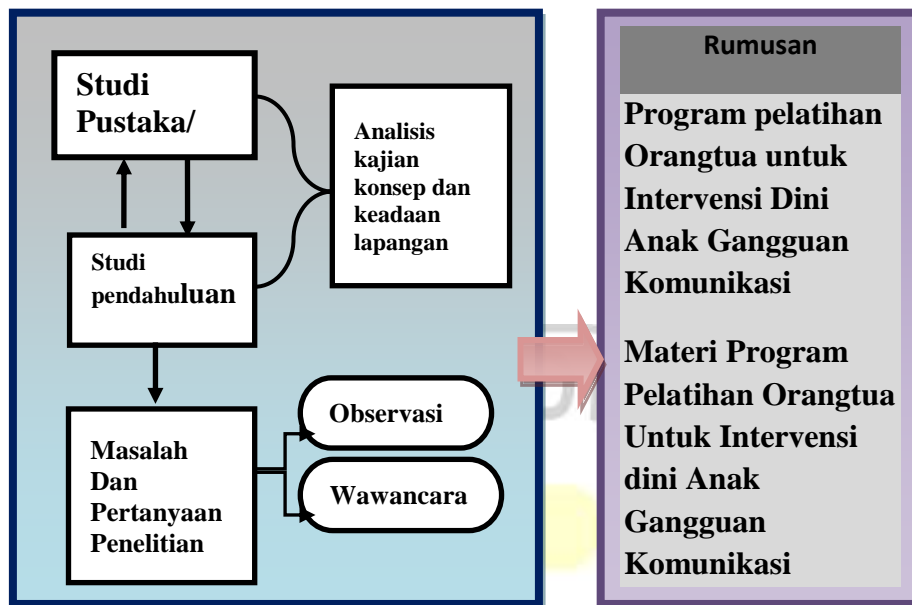 Studi
Pustaka/
Analisis
kajian
konsep dan
keadaan
lapangan
Studi
pendahuluan
Masalah
Dan
Pertanyaan
Penelitian
Observasi
Wawancara
Rumusan
Program pelatihan
Orangtua untuk
Intervensi Dini
Anak Gangguan
Komunikasi
Materi Program
Pelatihan Orangtua
Untuk Intervensi
dini Anak
Gangguan
Komunikasi